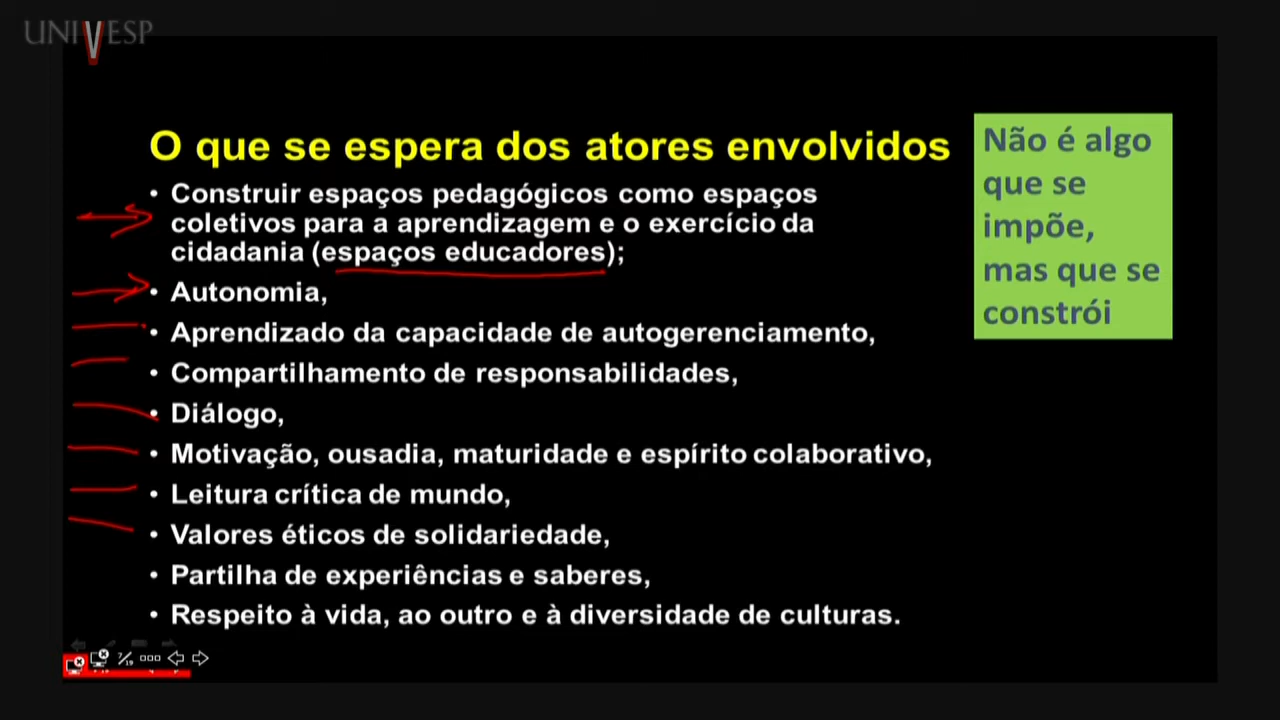 UNIVESP
O que se espera dos atores envolvidos
• Construir espaços pedagógicos como espaços
coletivos para a aprendizagem e o exercício da
cidadania (espaços educadores);
• Autonomia,
• Aprendizado da capacidade de autogerenciamento,
• Compartilhamento de responsabilidades,
• Diálogo,
• Motivação, ousadia, maturidade e espírito colaborativo,
• Leitura crítica de mundo,
• Valores éticos de solidariedade,
• Partilha de experiências e saberes,
• Respeito à vida, ao outro e à diversidade de culturas.
Não é algo
que se
impõe,
mas que se
constrói
7/19